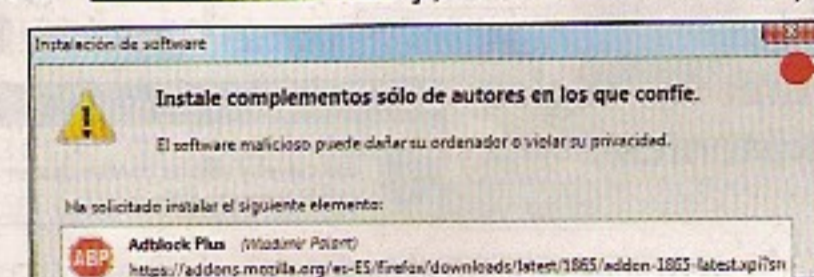 Instalación de software
Instale complementos sólo de autores en los que confíe.
El software malicioso puede dañar su ordenador o violar su privacidad.
Ha solicitado instalar el siguiente elemento:
ABP
Adblock Plus (Wladimir Palant)
https://addons.mozilla.org/es-ES/firefox/downloads/latest/1865/addon-1865-latest.xpi?sr